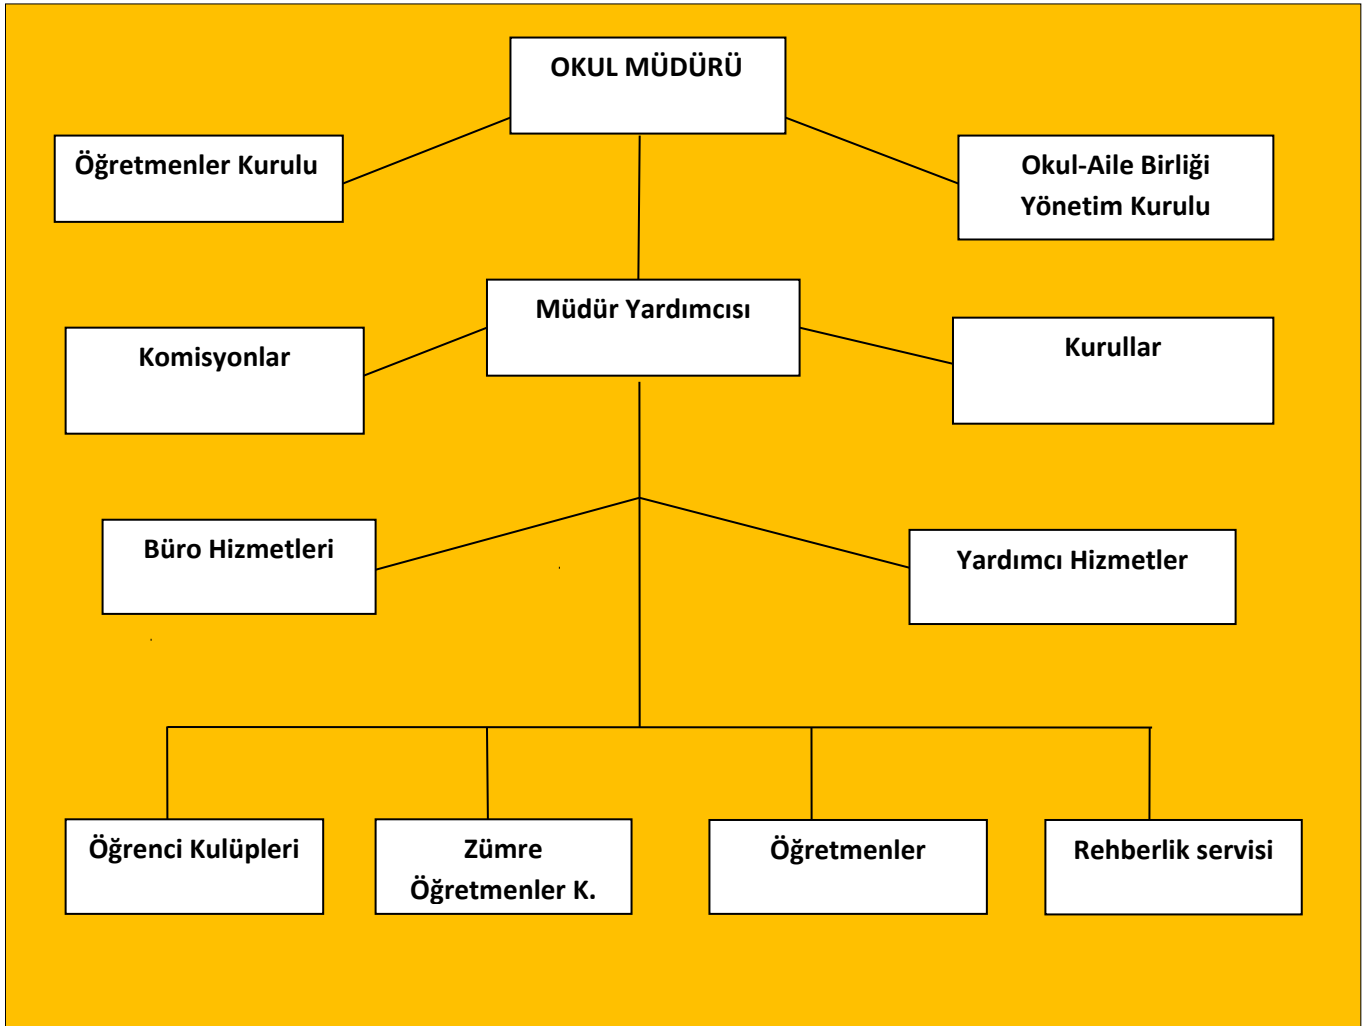 OKUL MÜDÜRÜ
Öğretmenler Kurulu
Okul-Aile Birliği
Yönetim Kurulu
Müdür Yardımcısı
Komisyonlar
Kurullar
Büro Hizmetleri
Yardımcı Hizmetler
Öğrenci Kulüpleri
Zümre
Öğretmenler K.
Öğretmenler
Rehberlik servisi